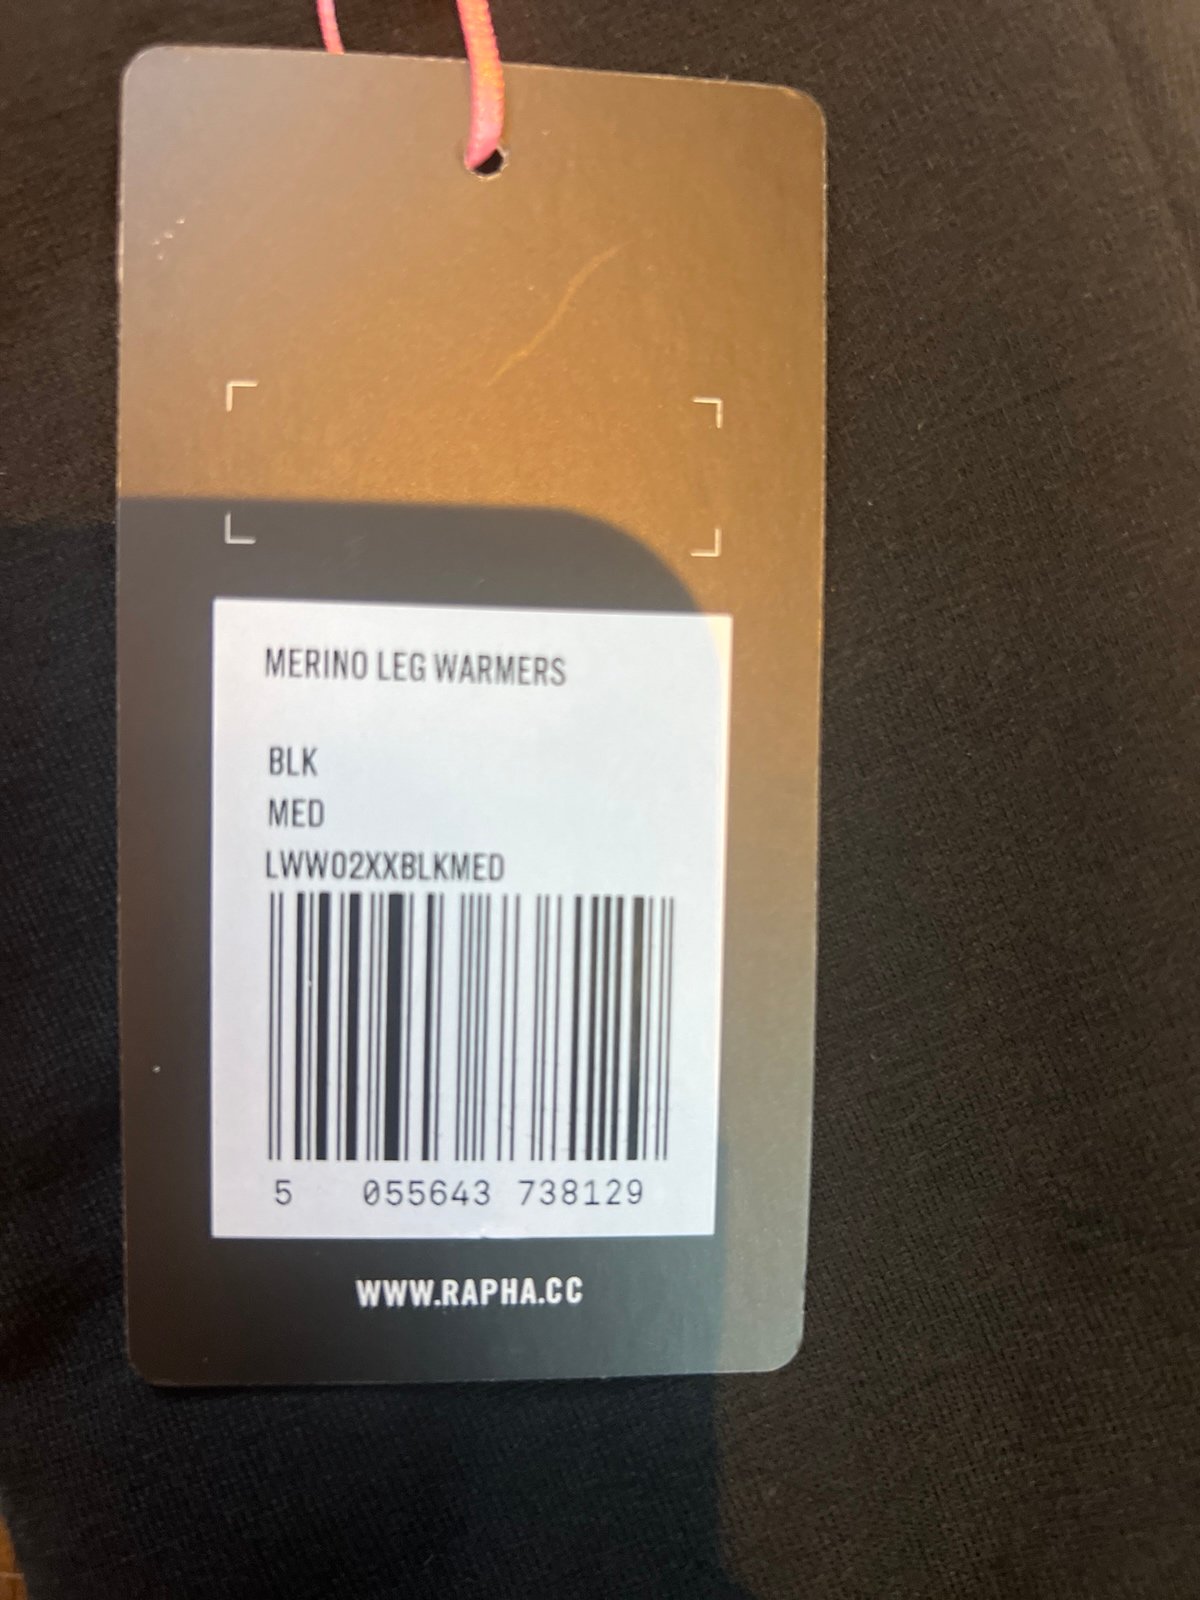 MERINO LEG WARMERS
BLK
MED
LWW02XXBLKMED
5 055643 738129
WWW.RAPHA.CC